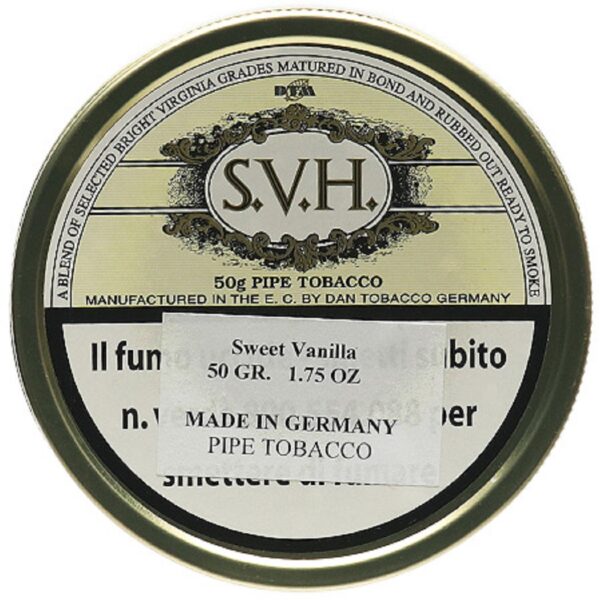 A BLEND OF SELECTED BRIGHT VIRGINIA GRADES MATURED IN BOND AND RUBBED OUT READY TO SMOKE
DTM
S.V.H.
50g PIPE TOBACCO
MANUFACTURED IN THE E. C. BY DAN TOBACCO GERMANY
Il fumo
subito
Sweet Vanilla
50 GR. 1.75 OZ
n.
per
MADE IN GERMANY
PIPE TOBACCO
smettere di fumare